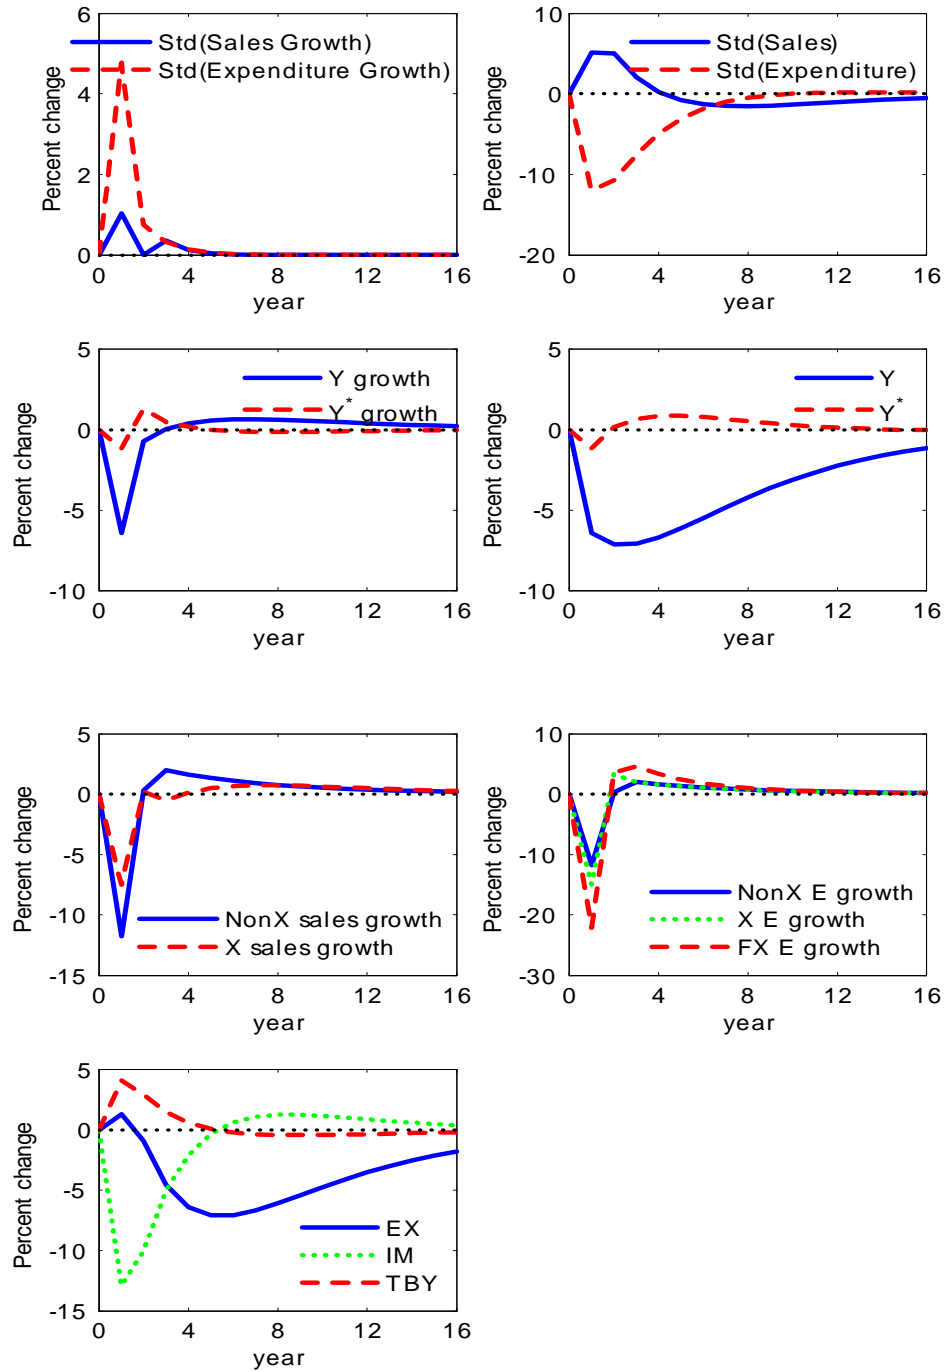 6
4
2
0
Percent change
Std(Sales Growth)
Std(Expenditure Growth)
0 4 8 12 16
year
10
0
-10
-20
Percent change
Std(Sales)
Std(Expenditure)
0 4 8 12 16
year
5
0
-5
-10
Percent change
Y growth
Y* growth
0 4 8 12 16
year
5
0
-5
-10
Percent change
Y
Y*
0 4 8 12 16
year
5
0
-5
-10
-15
Percent change
NonX sales growth
X sales growth
0 4 8 12 16
year
10
0
-10
-20
-30
Percent change
NonX E growth
X E growth
FX E growth
0 4 8 12 16
year
5
0
-5
-10
-15
Percent change
EX
IM
TBY
0 4 8 12 16
year